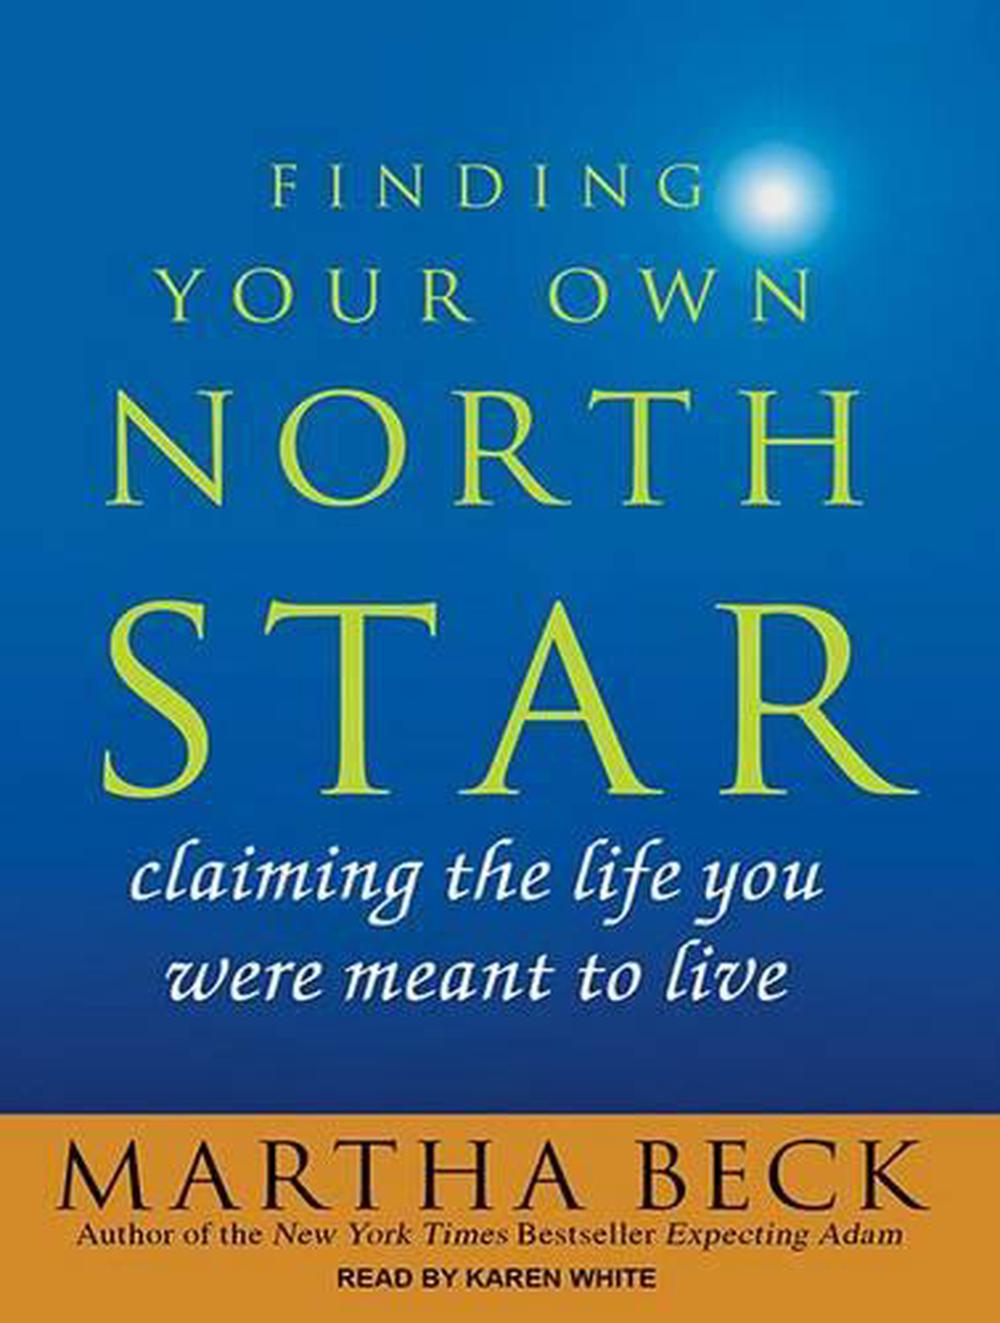 FINDING
YOUR OWN
NORTH
STAR
claiming the life you
were meant to live
MARTHA BECK
Author of the New York Times Bestseller Expecting Adam
READ BY KAREN WHITE